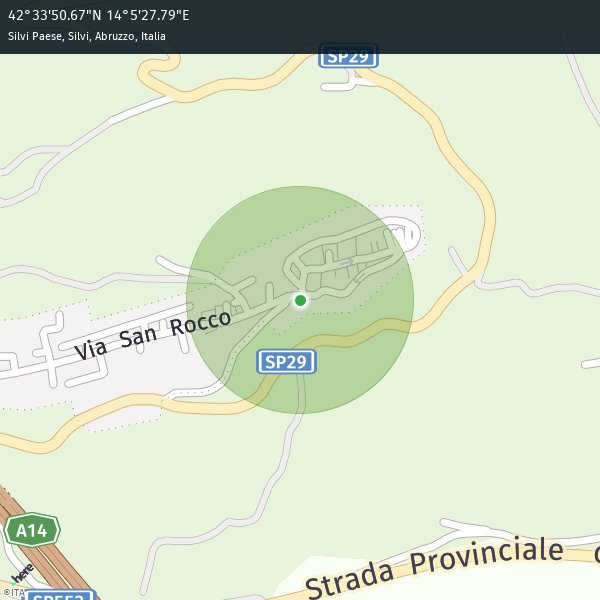 42°33'50.67"N 14°5'27.79"E
Silvi Paese, Silvi, Abruzzo, Italia
SP29
Via San Rocco
SP29
A14
Strada Provinciale
here
SP553
©ITA